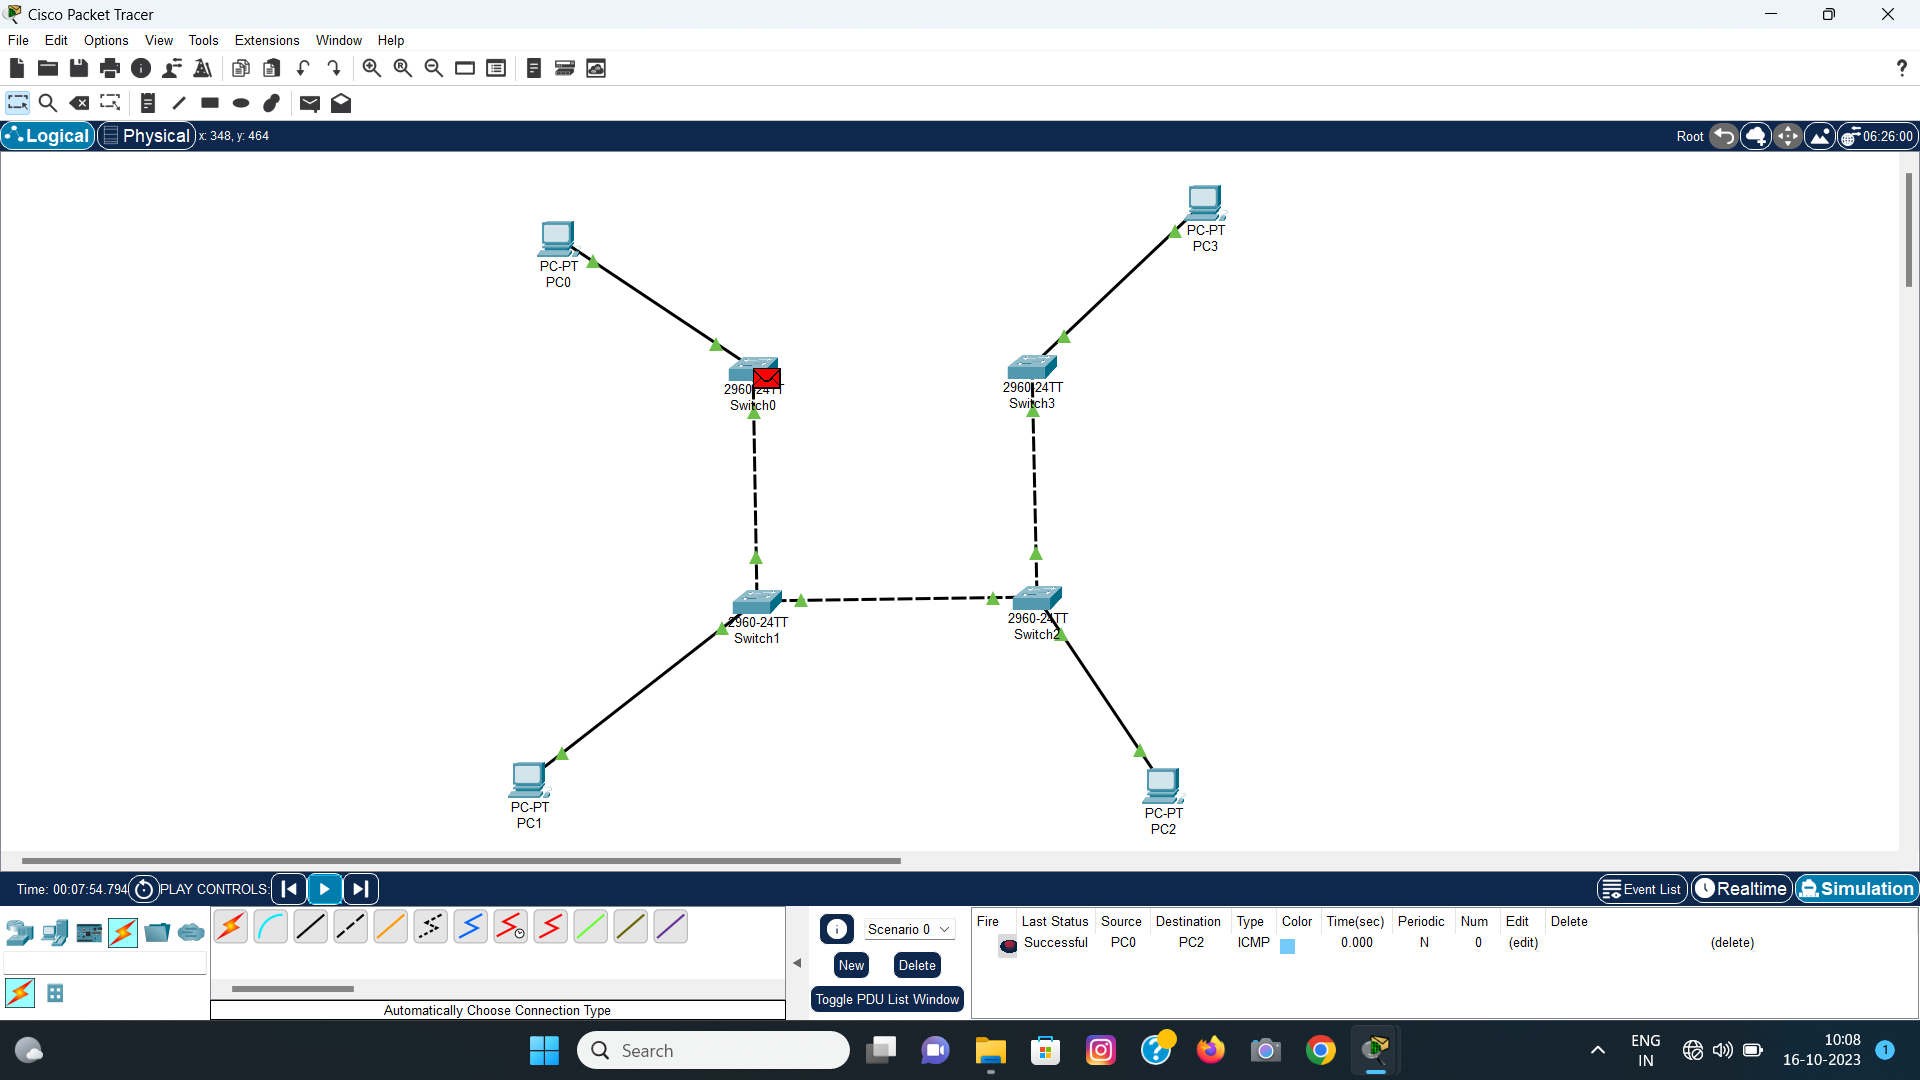 Cisco Packet Tracer
File Edit Options View Tools Extensions Window Help
Logical Physical x: 348, y: 464 Root 06:26:00
PC-PT
PC3
PC-PT
PC0
2960-24TT
Switch0
2960-24TT
Switch3
2960-24TT
Switch1
2960-24TT
Switch2
PC-PT
PC1
PC-PT
PC2
Time: 00:07:54.794 PLAY CONTROLS: Event List Realtime Simulation
Scenario 0
New Delete
Toggle PDU List Window
Fire Last Status Source Destination Type Color Time(sec) Periodic Num Edit Delete
Successful PC0 PC2 ICMP 0.000 N 0 (edit) (delete)
Automatically Choose Connection Type
Search
ENG
IN
10:08
16-10-2023
1